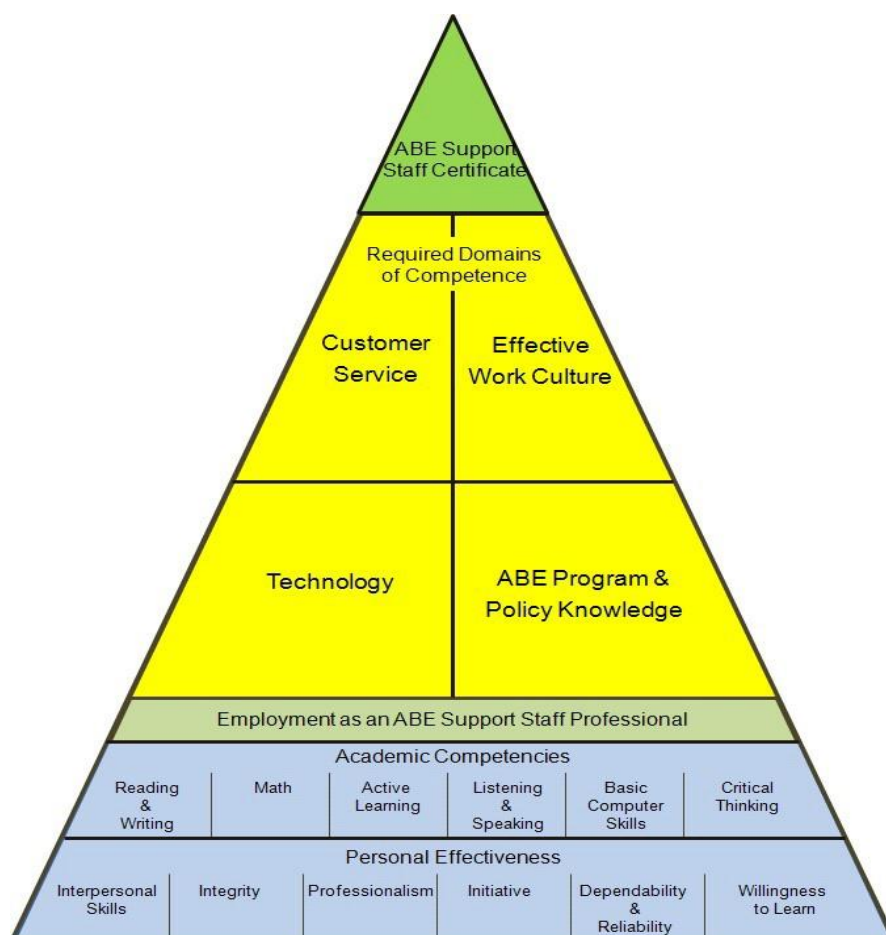 ABE Support
Staff Certificate
Required Domains
of Competence
Customer
Service
Effective
Work Culture
Technology
ABE Program &
Policy Knowledge
Employment as an ABE Support Staff Professional
Academic Competencies
Reading
&
Writing
Math
Active
Learning
Listening
&
Speaking
Basic
Computer
Skills
Critical
Thinking
Personal Effectiveness
Interpersonal
Skills
Integrity
Professionalism
Initiative
Dependability
&
Reliability
Willingness
to Learn